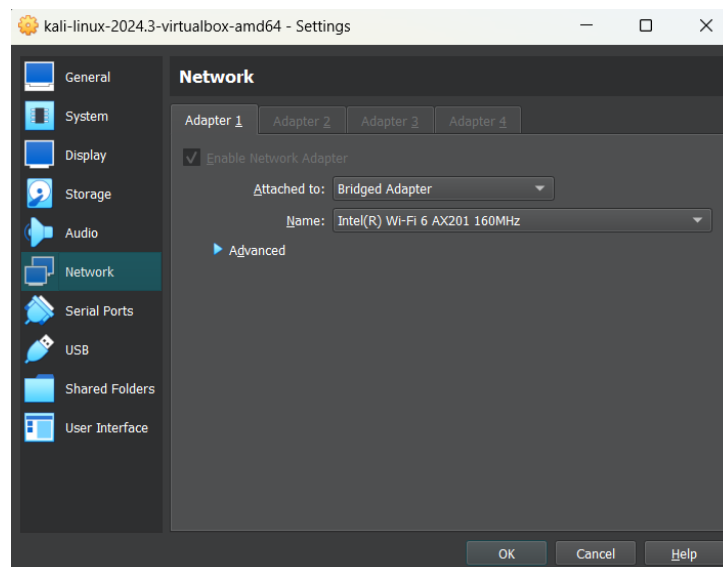 kali-linux-2024.3-virtualbox-amd64 - Settings
General
System
Display
Storage
Audio
Network
Serial Ports
USB
Shared Folders
User Interface
Network
Adapter 1 Adapter 2 Adapter 3 Adapter 4
Enable Network Adapter
Attached to: Bridged Adapter
Name: Intel(R) Wi-Fi 6 AX201 160MHz
Advanced
OK Cancel Help